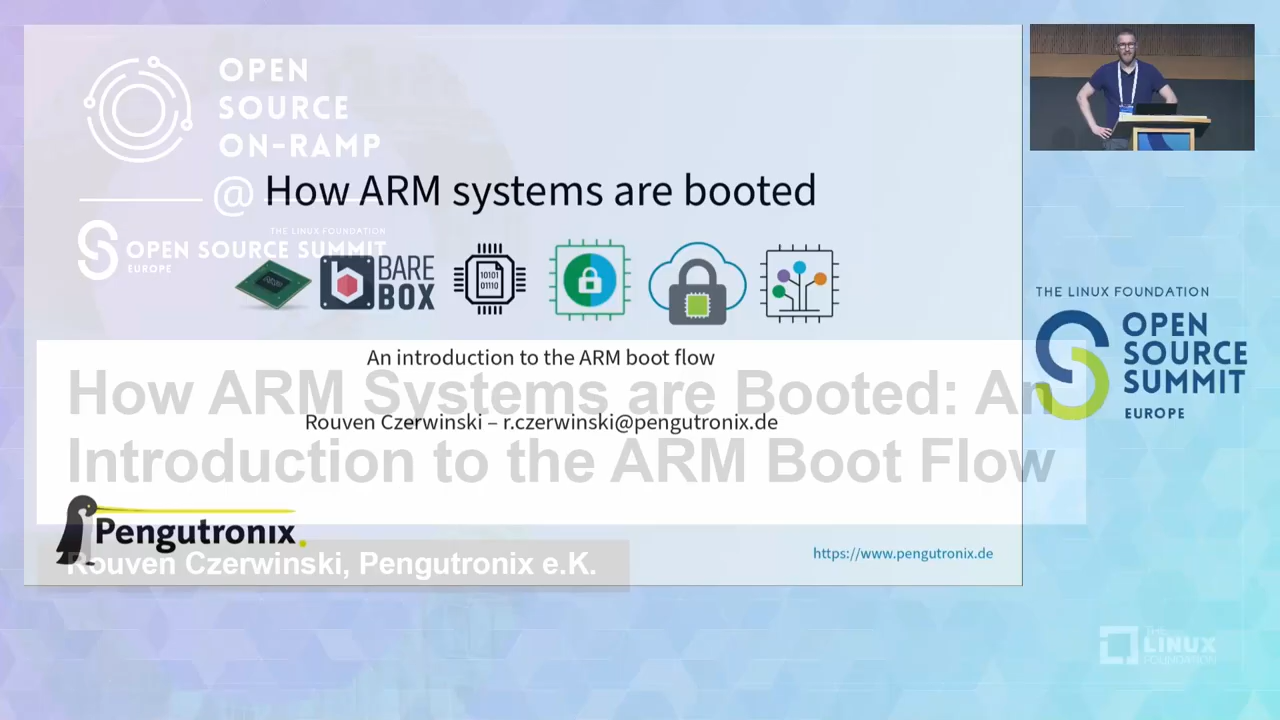 OPEN
SOURCE
ON-RAMP
@
THE LINUX FOUNDATION
OPEN SOURCE SUMMIT
EUROPE
How ARM systems are booted
BARE
BOX
10101
01110
An introduction to the ARM boot flow
Rouven Czerwinski – r.czerwinski@pengutronix.de
How ARM Systems are Booted: An
Introduction to the ARM Boot Flow
Pengutronix
https://www.pengutronix.de
Rouven Czerwinski, Pengutronix e.K.
THE LINUX FOUNDATION
OPEN
SOURCE
SUMMIT
EUROPE
THE
LINUX
FOUNDATION